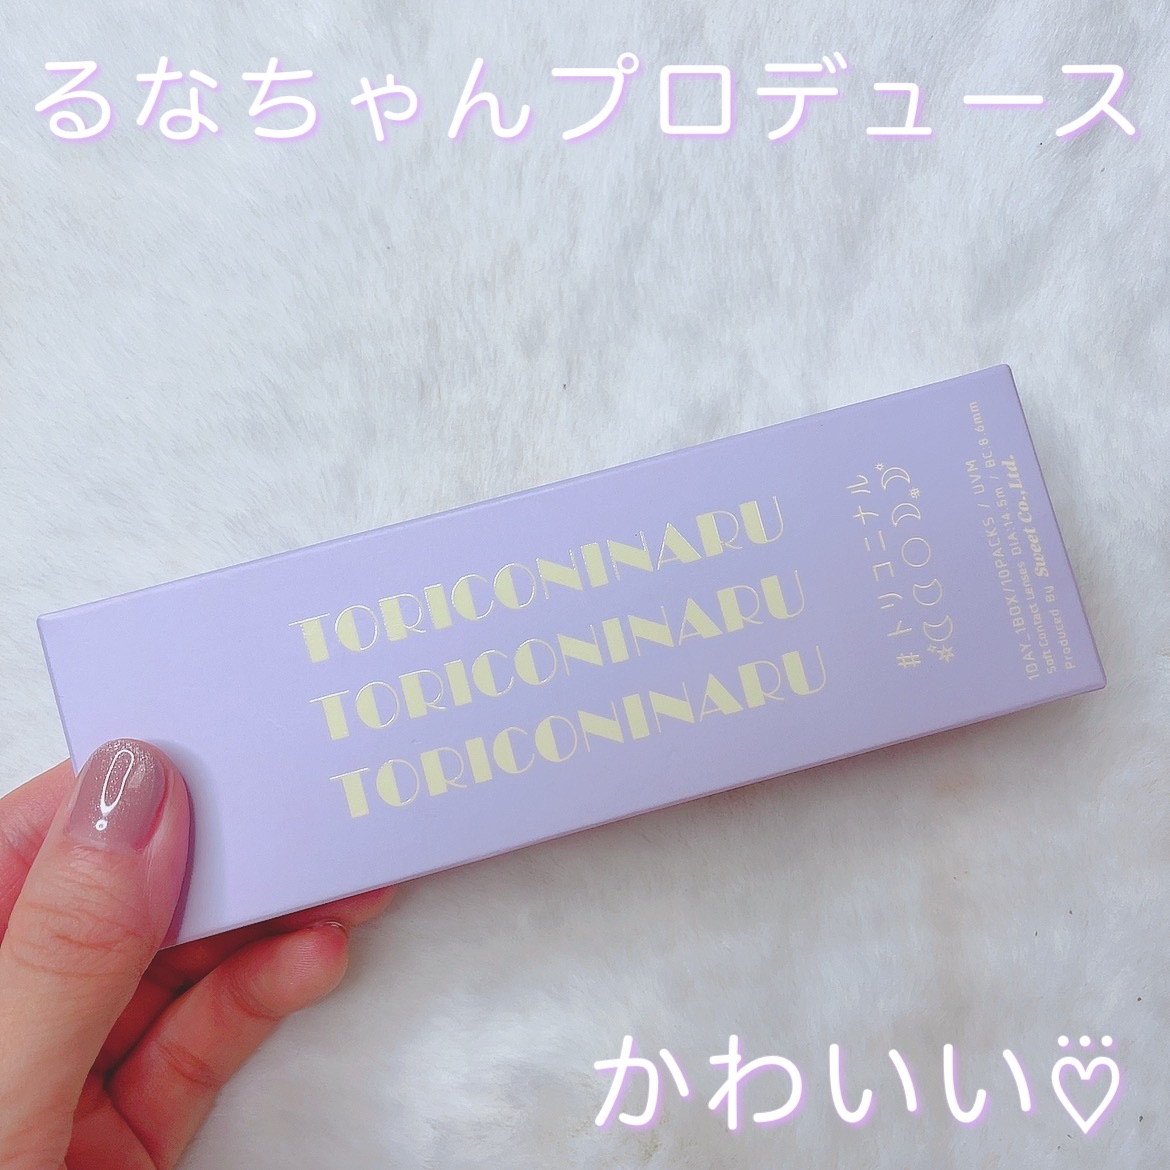 るなちゃんプロデュース
TORICONINARU
TORICONINARU
TORICONINARU
#トリコニナル
1DAY_1BOX/10PACKS / UVM
Soft Contact Lenses DIA:14.5m / BC:8.6mm
Produced By Sweet Co.,Ltd.
かわいい♡